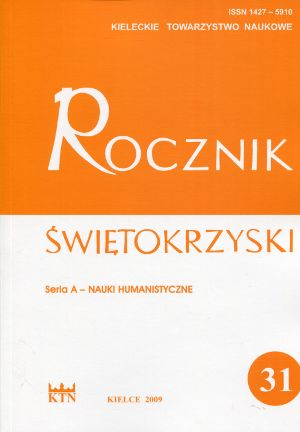 ISSN 1427 – 5910
KIELECKIE TOWARZYSTWO NAUKOWE
ROCZNIK
ŚWIĘTOKRZYSKI
Seria A – NAUKI HUMANISTYCZNE
31
KTN
KIELCE 2009